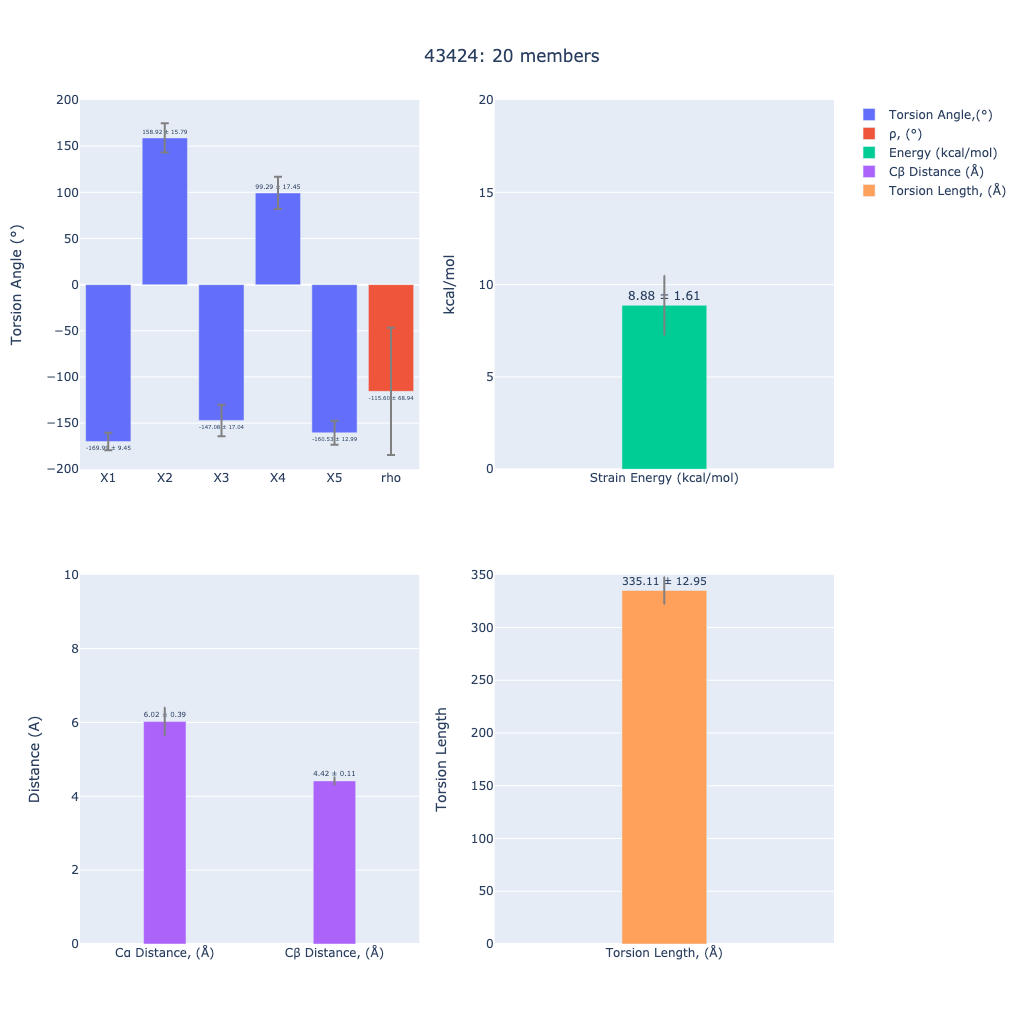 43424: 20 members
Torsion Angle (°)
200
150
100
50
0
−50
−100
−150
−200
158.92 ± 15.79
99.29 ± 17.45
± 9.45
-147.08 ± 17.04
-160.53 ± 12.99
-115.60 ± 68.94
X1 X2 X3 X4 X5 rho
kcal/mol
20
15
10
5
0
8.88 ± 1.61
Strain Energy (kcal/mol)
Torsion Angle,(°)
ρ, (°)
Energy (kcal/mol)
Cβ Distance (Å)
Torsion Length, (Å)
Distance (A)
10
8
6
4
2
0
6.02 ± 0.39
4.42 ± 0.11
Cα Distance, (Å) Cβ Distance, (Å)
Torsion Length
350
300
250
200
150
100
50
0
335.11 ± 12.95
Torsion Length, (Å)